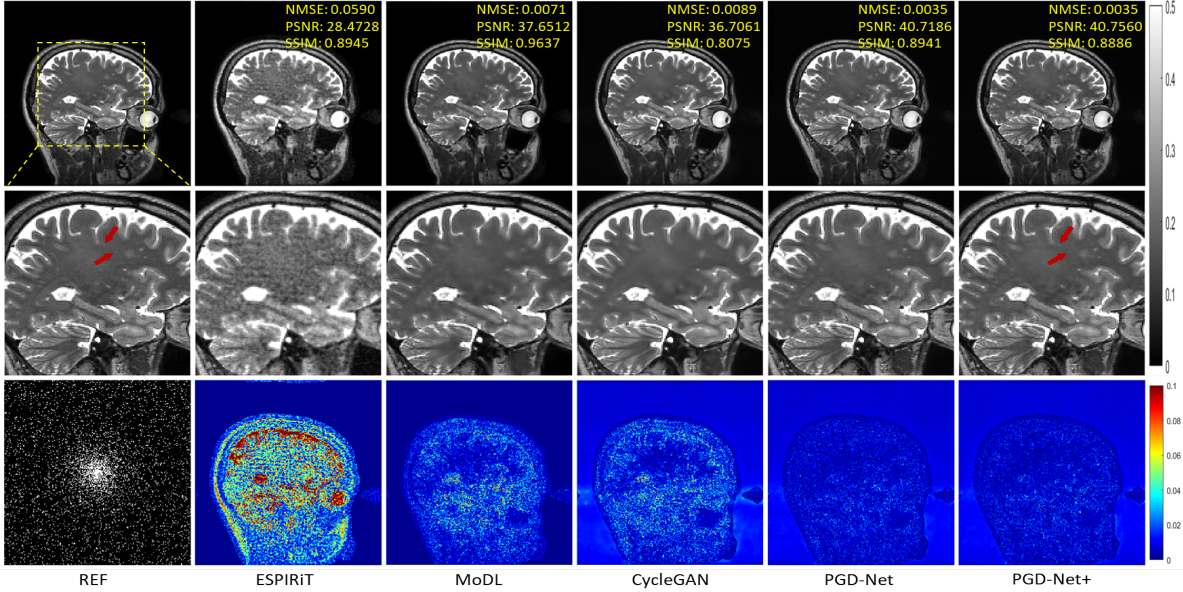 NMSE: 0.0590
PSNR: 28.4728
SSIM: 0.8945
NMSE: 0.0071
PSNR: 37.6512
SSIM: 0.9637
NMSE: 0.0089
PSNR: 36.7061
SSIM: 0.8075
NMSE: 0.0035
PSNR: 40.7186
SSIM: 0.8941
NMSE: 0.0035
PSNR: 40.7560
SSIM: 0.8886
0.5
0.4
0.3
0.2
0.1
0
0.1
0.08
0.06
0.04
0.02
0
REF
ESPIRiT
MoDL
CycleGAN
PGD-Net
PGD-Net+